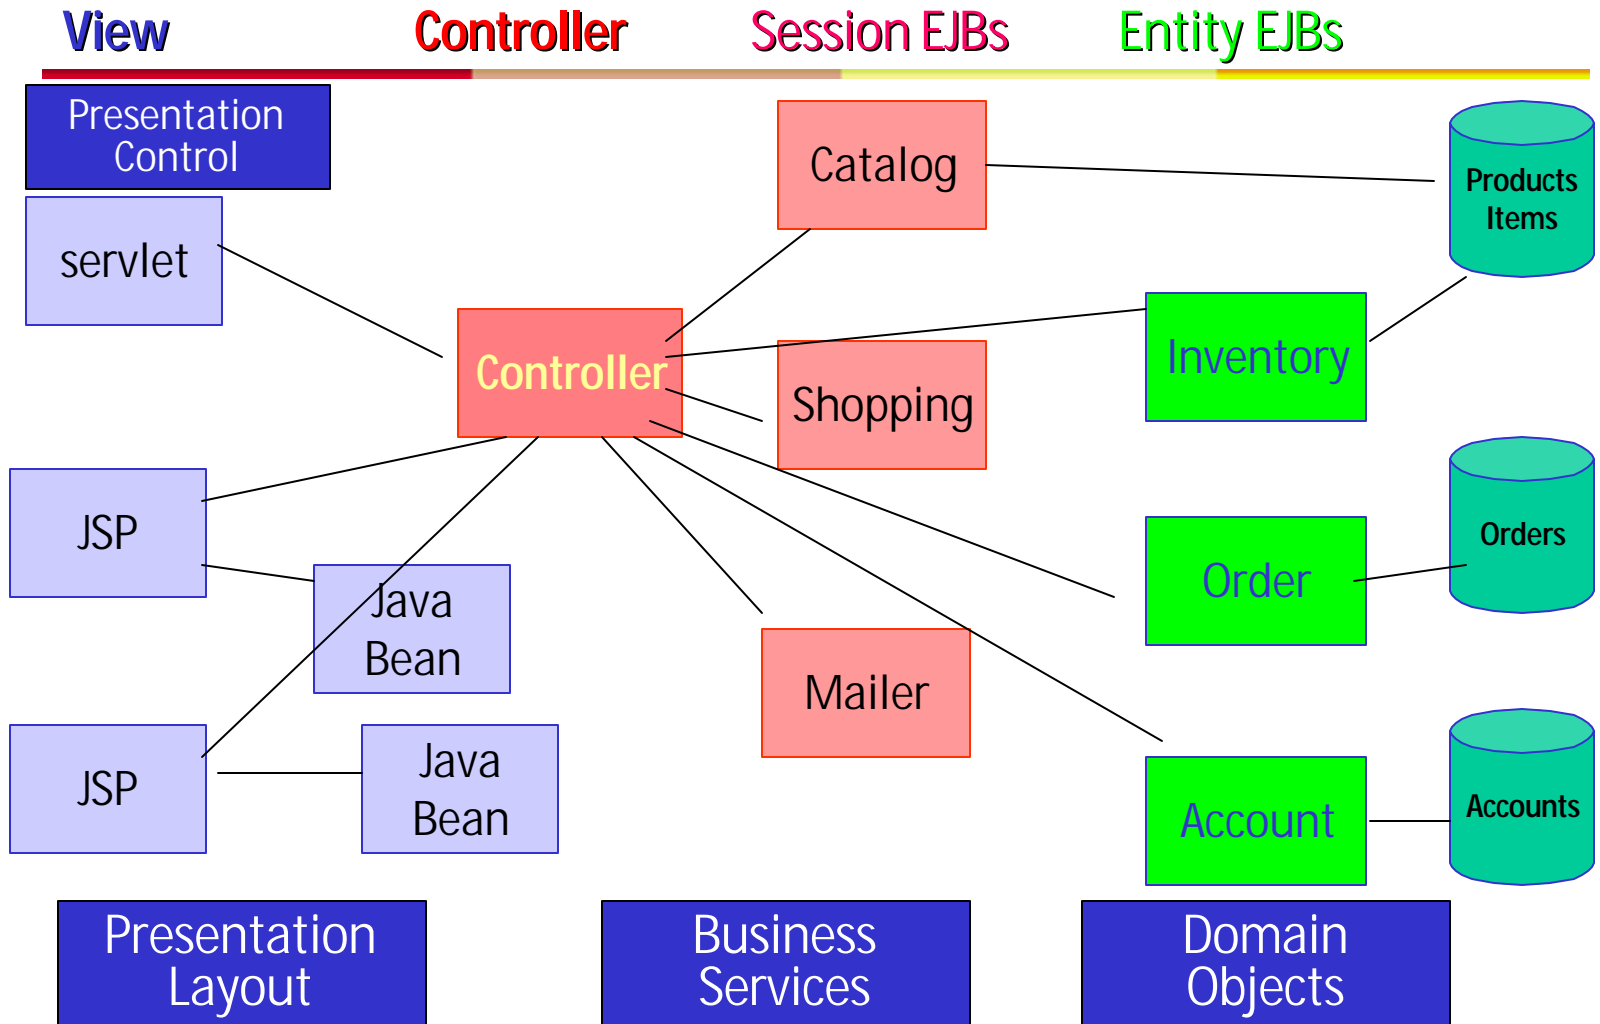 View
Controller
Session EJBs
Entity EJBs
Presentation
Control
servlet
Catalog
Products
Items
Controller
Inventory
Shopping
JSP
Java
Bean
Order
Orders
Mailer
JSP
Java
Bean
Account
Accounts
Presentation
Layout
Business
Services
Domain
Objects